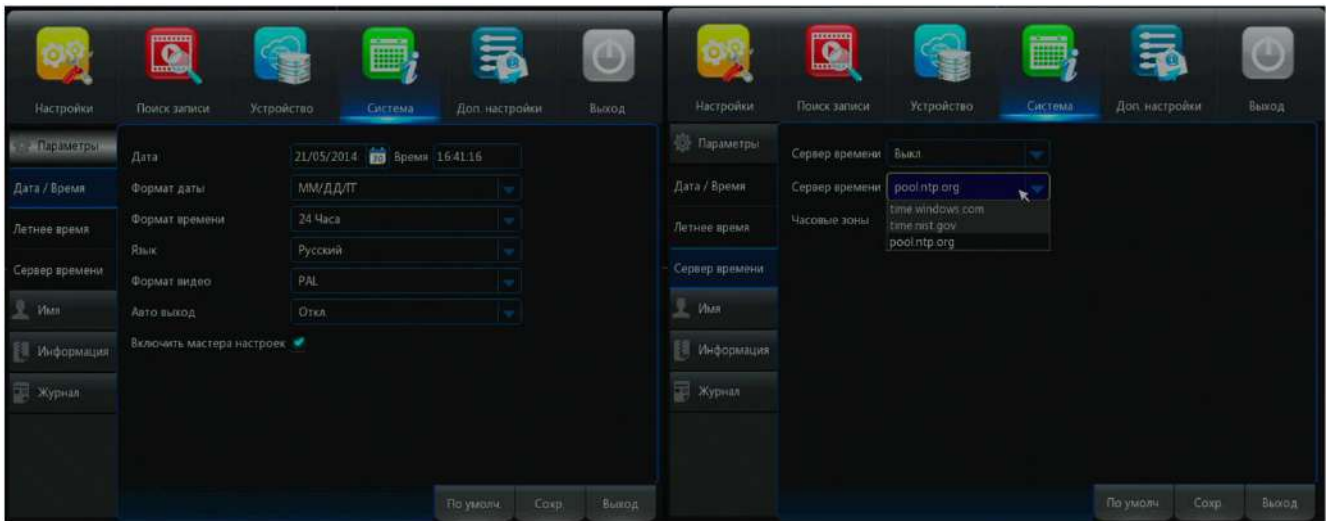 Настройки Поиск записи Устройство Система Доп. настройки Выход
Параметры
Дата / Время
Летнее время
Сервер времени
Имя
Информация
Журнал
Дата 21/05/2014 Время 16:41:16
Формат даты ММ/ДД/ГГ
Формат времени 24 Часа
Язык Русский
Формат видео PAL
Авто выход Откл.
Включить мастера настроек
По умолч. Сохр. Выход
Настройки Поиск записи Устройство Система Доп. настройки Выход
Параметры
Дата / Время
Летнее время
Сервер времени
Имя
Информация
Журнал
Сервер времени Выкл.
Сервер времени pool.ntp.org
time.windows.com
time.nist.gov
pool.ntp.org
Часовые зоны
По умолч. Сохр. Выход